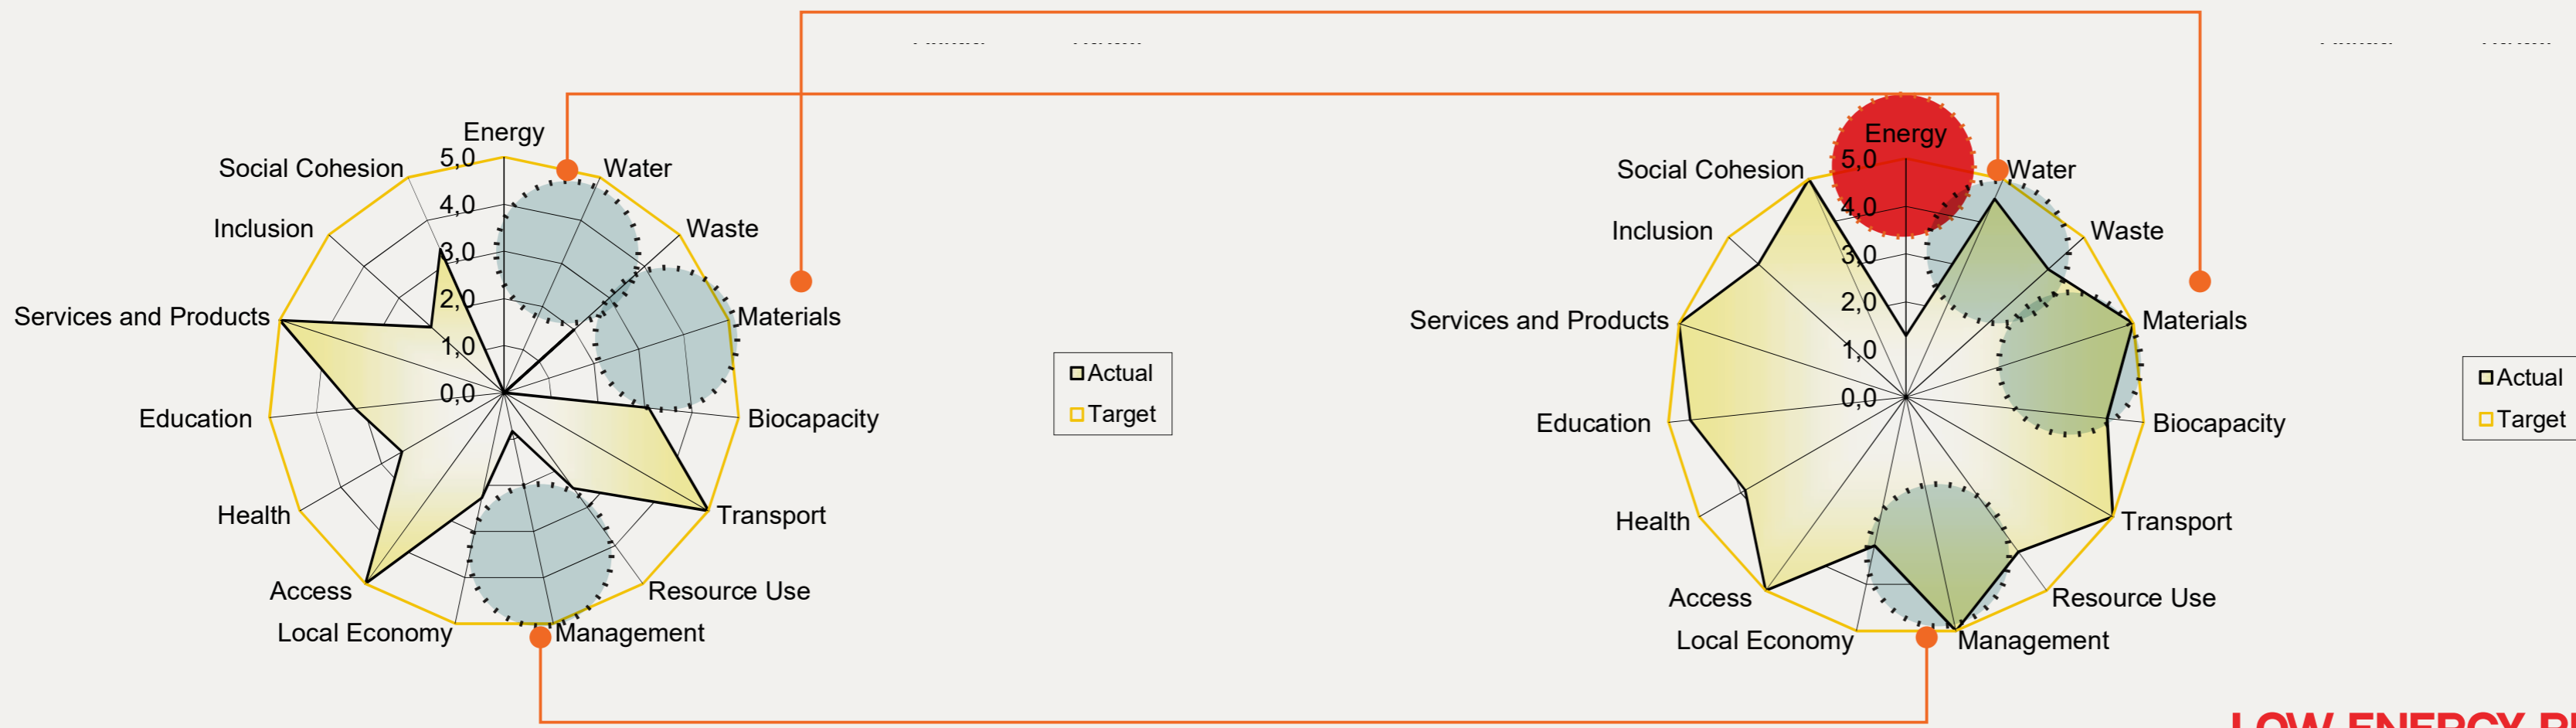 Energy
5,0
Social Cohesion
Water
4,0
Inclusion
Waste
3,0
2,0
Services and Products
Materials
1,0
0,0
Education
Biocapacity
Health
Transport
Access
Resource Use
Local Economy
Management
Actual
Target
Energy
5,0
Social Cohesion
Water
4,0
Inclusion
Waste
3,0
2,0
Services and Products
Materials
1,0
0,0
Education
Biocapacity
Health
Transport
Access
Resource Use
Local Economy
Management
Actual
Target
LOW ENERGY